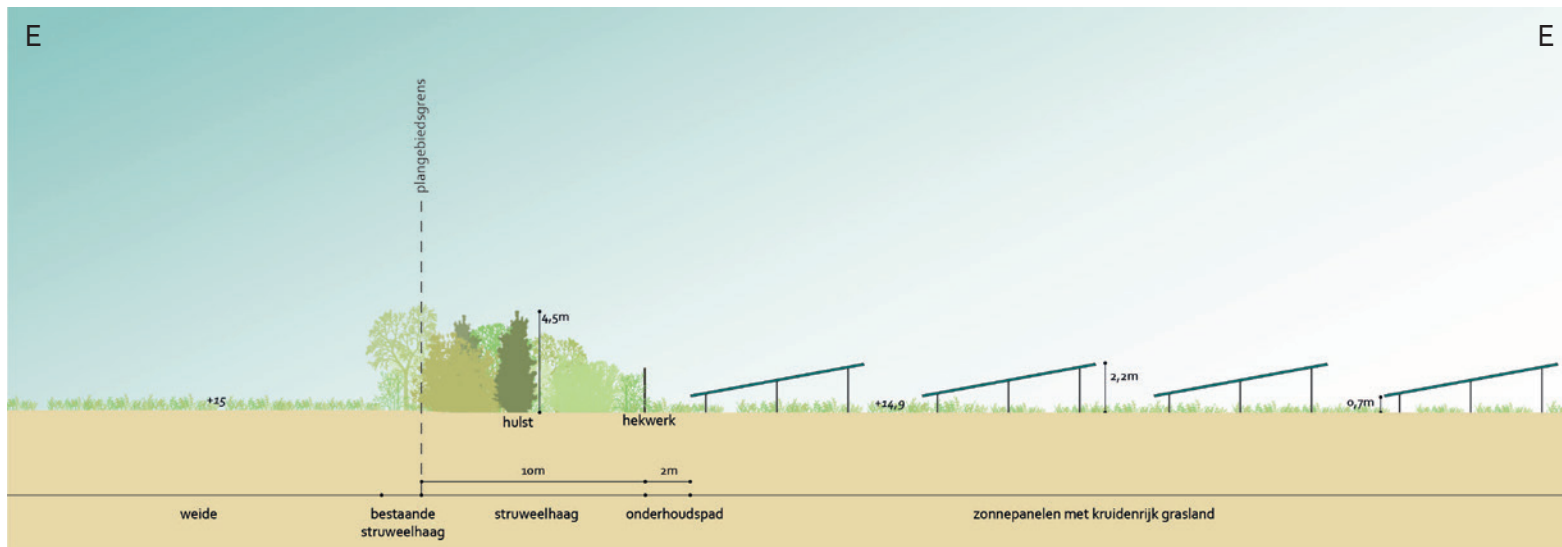 E
E
plangebiedsgrens
4,5m
+15
2,2m
+14,9
0,7m
hulst
hekwerk
10m
2m
weide
bestaande
struweelhaag
struweelhaag
onderhoudspad
zonnepanelen met kruidenrijk grasland